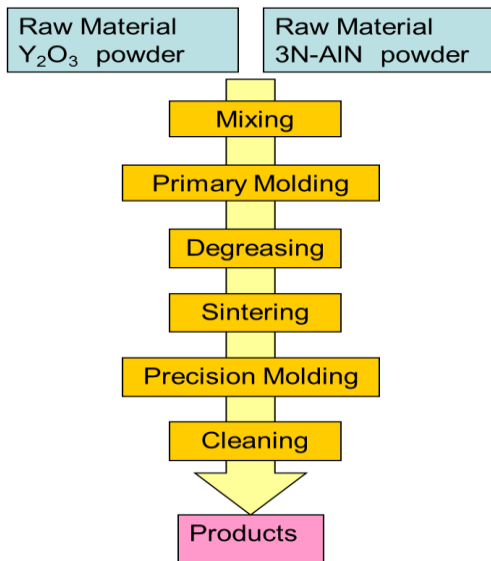 Raw Material
Y₂O₃ powder
Raw Material
3N-AlN powder
Mixing
Primary Molding
Degreasing
Sintering
Precision Molding
Cleaning
Products